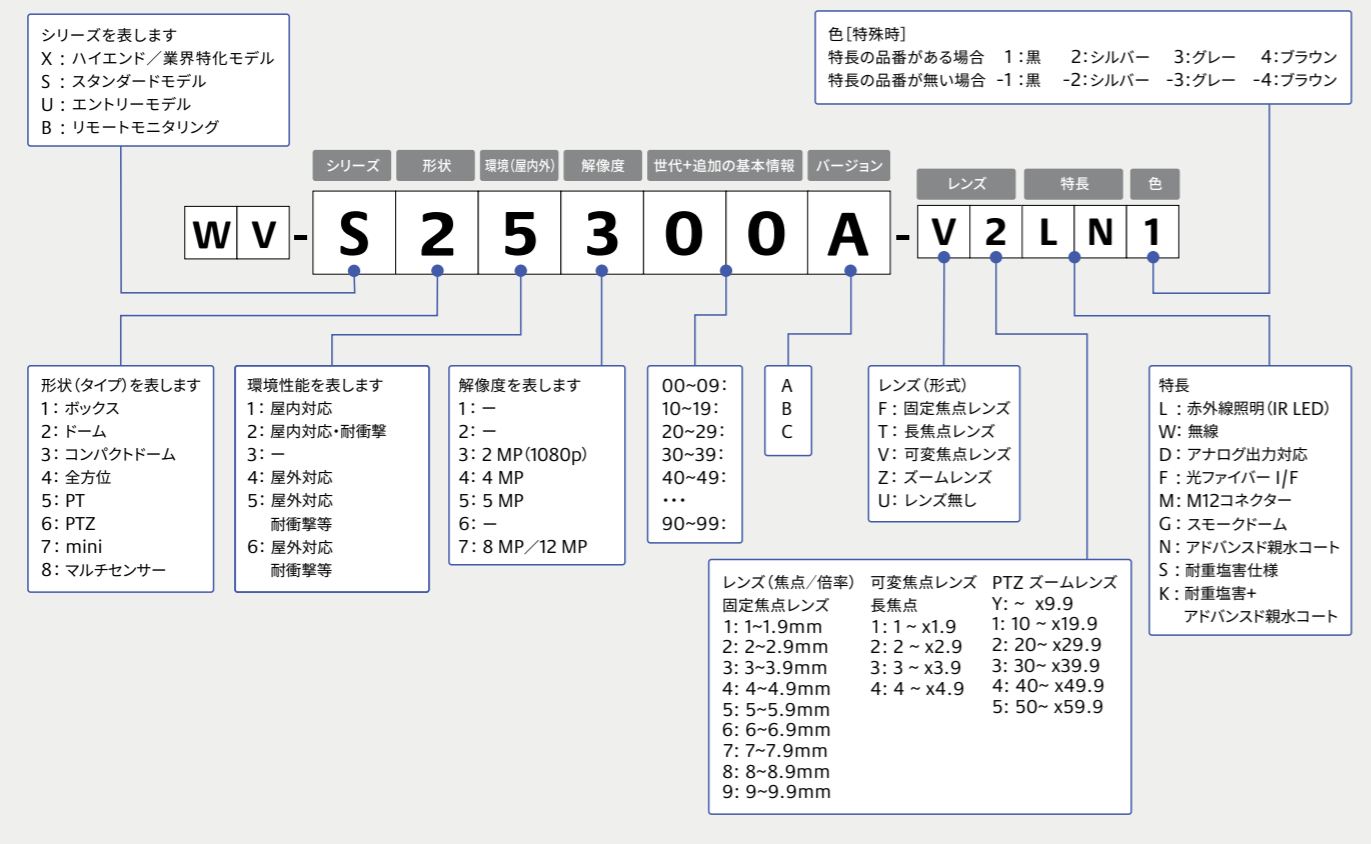 シリーズを表します
X : ハイエンド／業界特化モデル
S : スタンダードモデル
U : エントリーモデル
B : リモートモニタリング
色[特殊時]
特長の品番がある場合 1:黒 2:シルバー 3:グレー 4:ブラウン
特長の品番が無い場合 -1:黒 -2:シルバー -3:グレー -4:ブラウン
シリーズ 形状 環境(屋内外) 解像度 世代+追加の基本情報 バージョン レンズ 特長 色
WV-S25300A-V2LN1
形状(タイプ)を表します
1: ボックス
2: ドーム
3: コンパクトドーム
4: 全方位
5: PT
6: PTZ
7: mini
8: マルチセンサー
環境性能を表します
1: 屋内対応
2: 屋内対応・耐衝撃
3: ー
4: 屋外対応
5: 屋外対応
耐衝撃等
6: 屋外対応
耐衝撃等
解像度を表します
1: ー
2: ー
3: 2 MP(1080p)
4: 4 MP
5: 5 MP
6: ー
7: 8 MP／12 MP
00~09:
10~19:
20~29:
30~39:
40~49:
・・・
90~99:
A
B
C
レンズ(形式)
F: 固定焦点レンズ
T: 長焦点レンズ
V: 可変焦点レンズ
Z: ズームレンズ
U: レンズ無し
レンズ(焦点/倍率)
固定焦点レンズ
1: 1~1.9mm
2: 2~2.9mm
3: 3~3.9mm
4: 4~4.9mm
5: 5~5.9mm
6: 6~6.9mm
7: 7~7.9mm
8: 8~8.9mm
9: 9~9.9mm
可変焦点レンズ
長焦点
1: 1 ~ x1.9
2: 2 ~ x2.9
3: 3 ~ x3.9
4: 4 ~ x4.9
PTZ ズームレンズ
Y: ~ x9.9
1: 10 ~ x19.9
2: 20~ x29.9
3: 30~ x39.9
4: 40~ x49.9
5: 50~ x59.9
特長
L : 赤外線照明(IR LED)
W: 無線
D : アナログ出力対応
F : 光ファイバー I/F
M : M12コネクター
G : スモークドーム
N : アドバンスド親水コート
S : 耐重塩害仕様
K : 耐重塩害+
アドバンスド親水コート